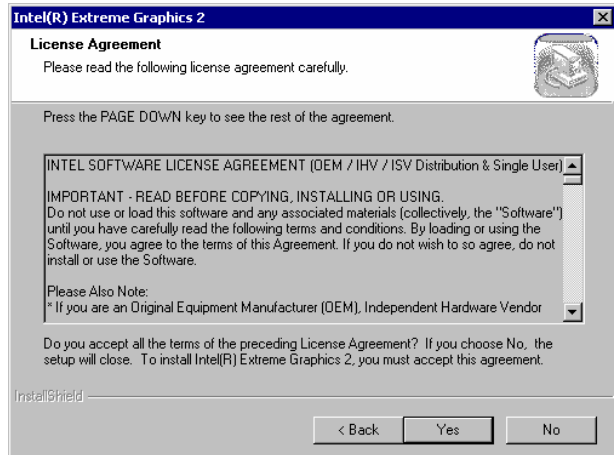 Intel(R) Extreme Graphics 2
License Agreement
Please read the following license agreement carefully.
Press the PAGE DOWN key to see the rest of the agreement.
INTEL SOFTWARE LICENSE AGREEMENT (OEM / IHV / ISV Distribution & Single User)
IMPORTANT - READ BEFORE COPYING, INSTALLING OR USING.
Do not use or load this software and any associated materials (collectively, the "Software")
until you have carefully read the following terms and conditions. By loading or using the
Software, you agree to the terms of this Agreement. If you do not wish to so agree, do not
install or use the Software.
Please Also Note:
* If you are an Original Equipment Manufacturer (OEM), Independent Hardware Vendor
Do you accept all the terms of the preceding License Agreement? If you choose No, the
setup will close. To install Intel(R) Extreme Graphics 2, you must accept this agreement.
InstallShield
< Back Yes No